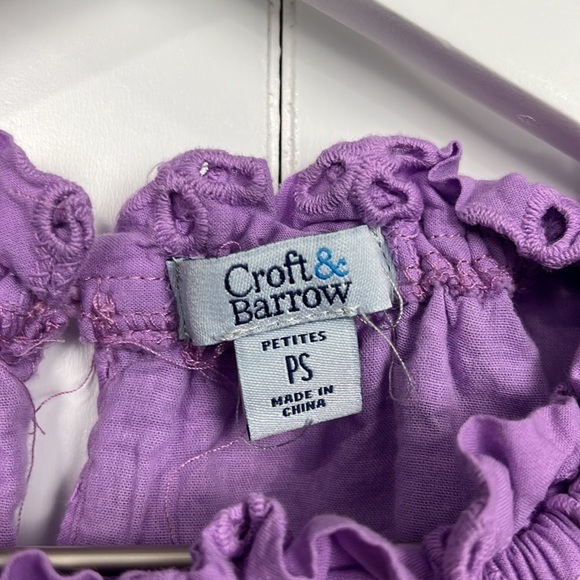 Croft&
Barrow
PETITES
PS
MADE IN
CHINA